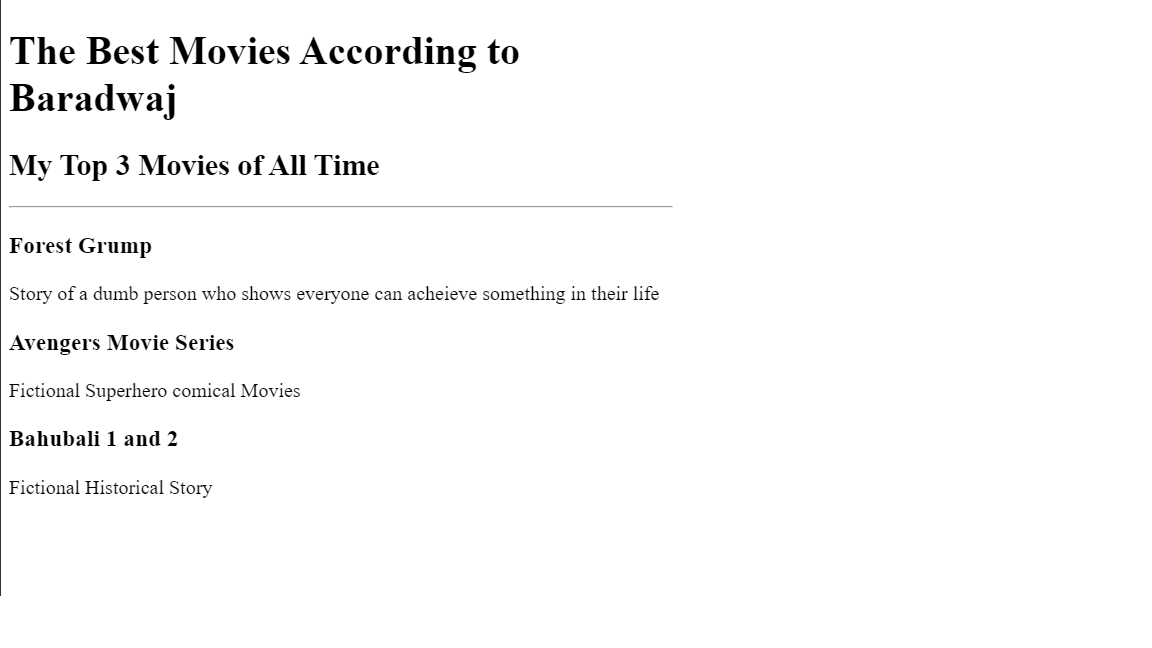 The Best Movies According to
Baradwaj
My Top 3 Movies of All Time
Forest Grump
Story of a dumb person who shows everyone can acheieve something in their life
Avengers Movie Series
Fictional Superhero comical Movies
Bahubali 1 and 2
Fictional Historical Story